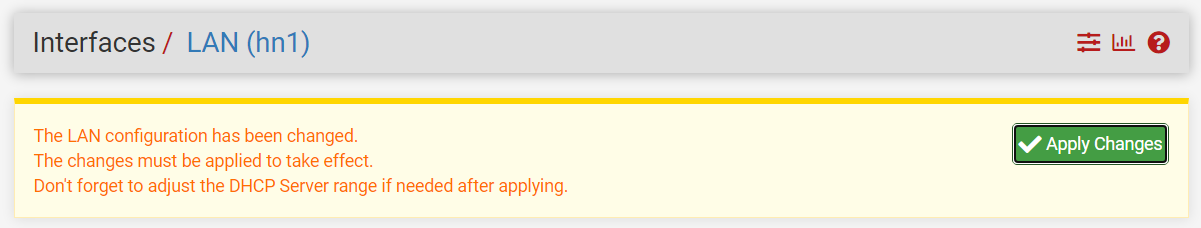 Interfaces / LAN (hn1)
The LAN configuration has been changed.
The changes must be applied to take effect.
Don't forget to adjust the DHCP Server range if needed after applying.
Apply Changes